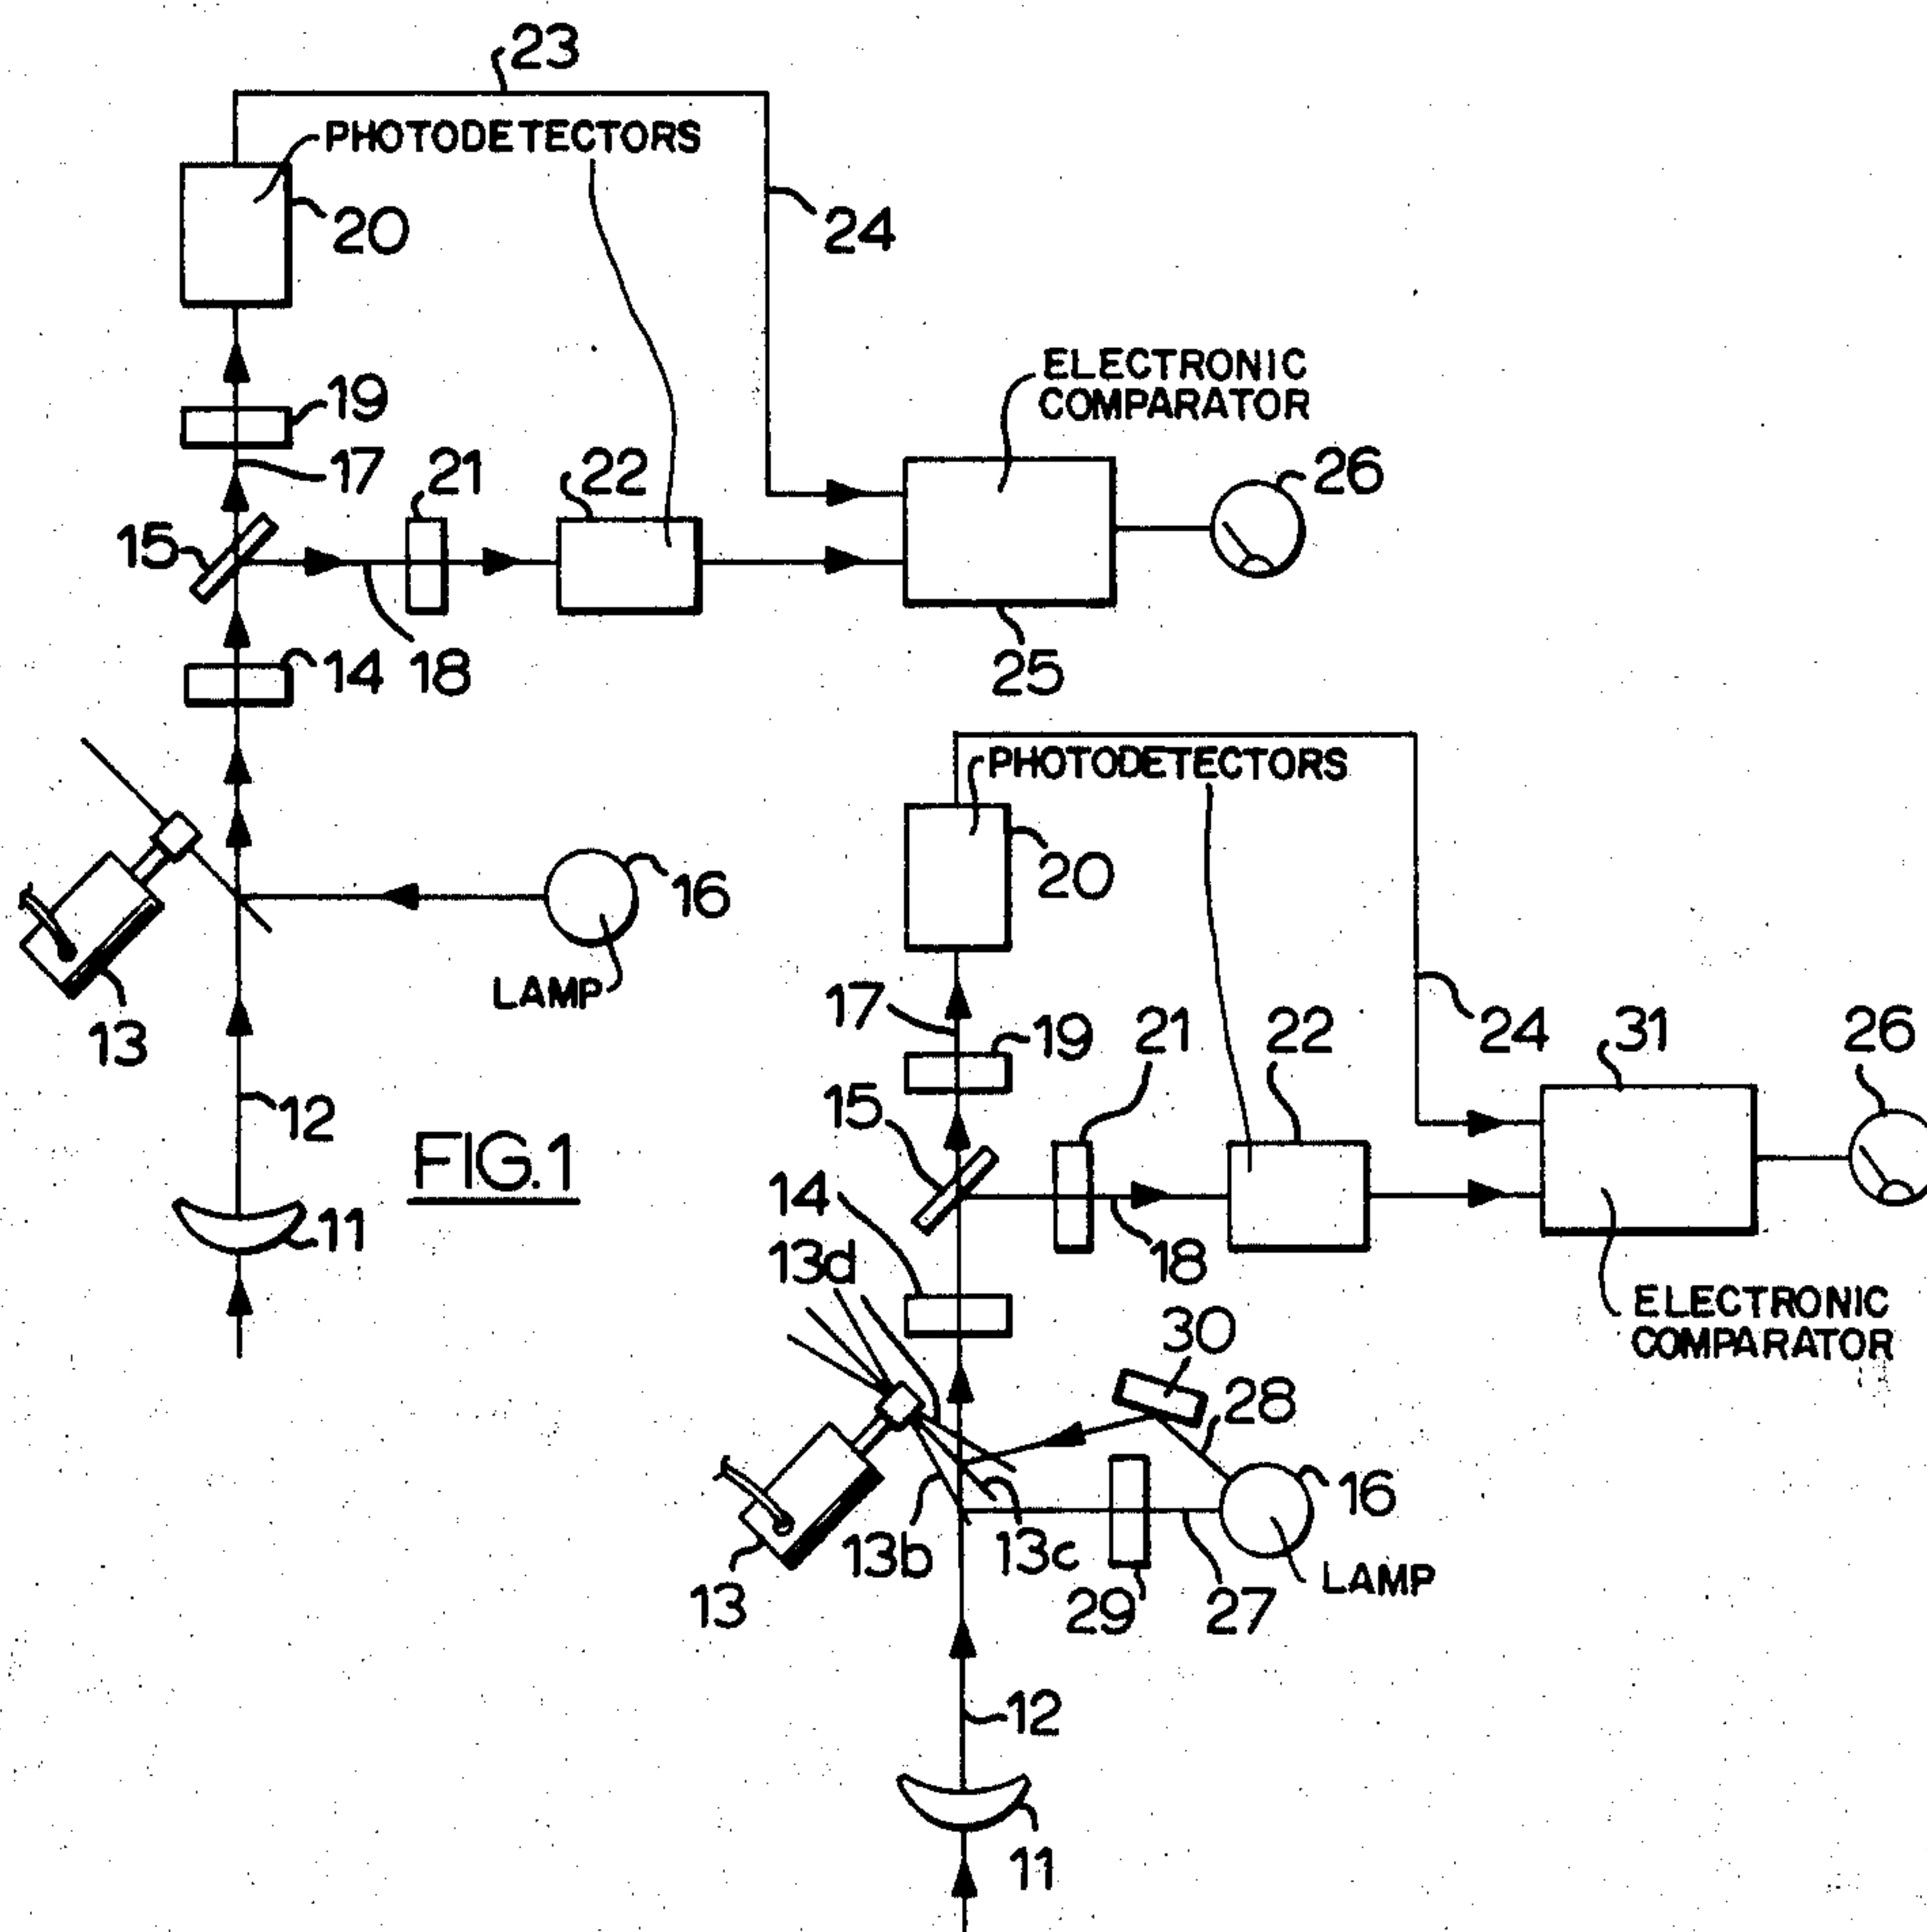 23
PHOTODETECTORS
20
24
ELECTRONIC
COMPARATOR
19
17
21
22
26
15
14
18
25
16
LAMP
13
12
FIG.1
11
PHOTODETECTORS
20
17
19
21
22
24
31
26
15
14
13d
18
ELECTRONIC
COMPARATOR
30
28
16
13b
13c
LAMP
13
29
27
12
11